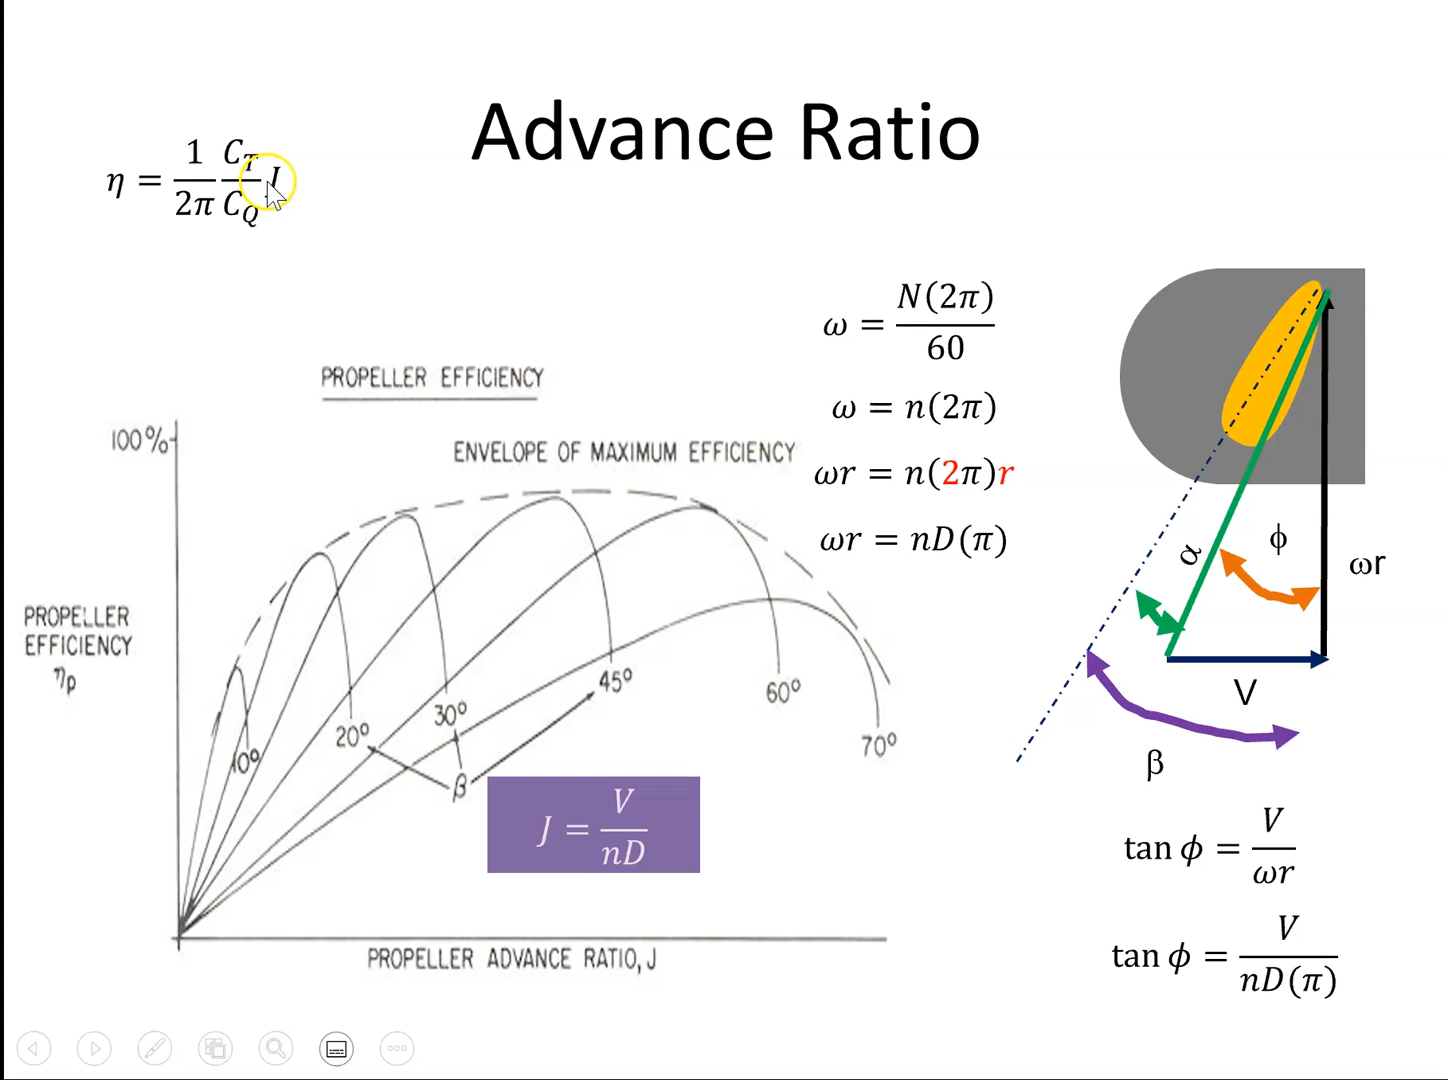 Advance Ratio
η = 1/2π C_T/C_Q J
ω = N(2π)/60
ω = n(2π)
ωr = n(2π)r
ωr = nD(π)
PROPELLER EFFICIENCY
100%
ENVELOPE OF MAXIMUM EFFICIENCY
PROPELLER
EFFICIENCY
ηp
10°
20°
30°
45°
60°
70°
β
J = V/nD
PROPELLER ADVANCE RATIO, J
α
ϕ
ωr
V
β
tan ϕ = V/ωr
tan ϕ = V/nD(π)